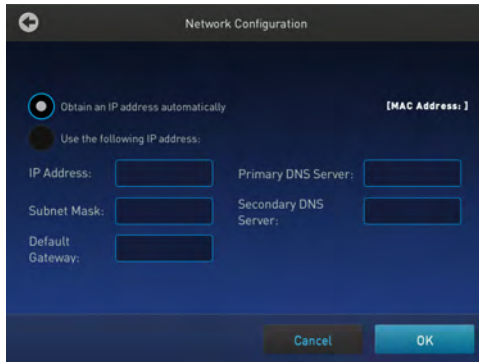 Network Configuration
Obtain an IP address automatically
[MAC Address: ]
Use the following IP address:
IP Address:
Primary DNS Server:
Subnet Mask:
Secondary DNS
Server:
Default
Gateway:
Cancel
OK